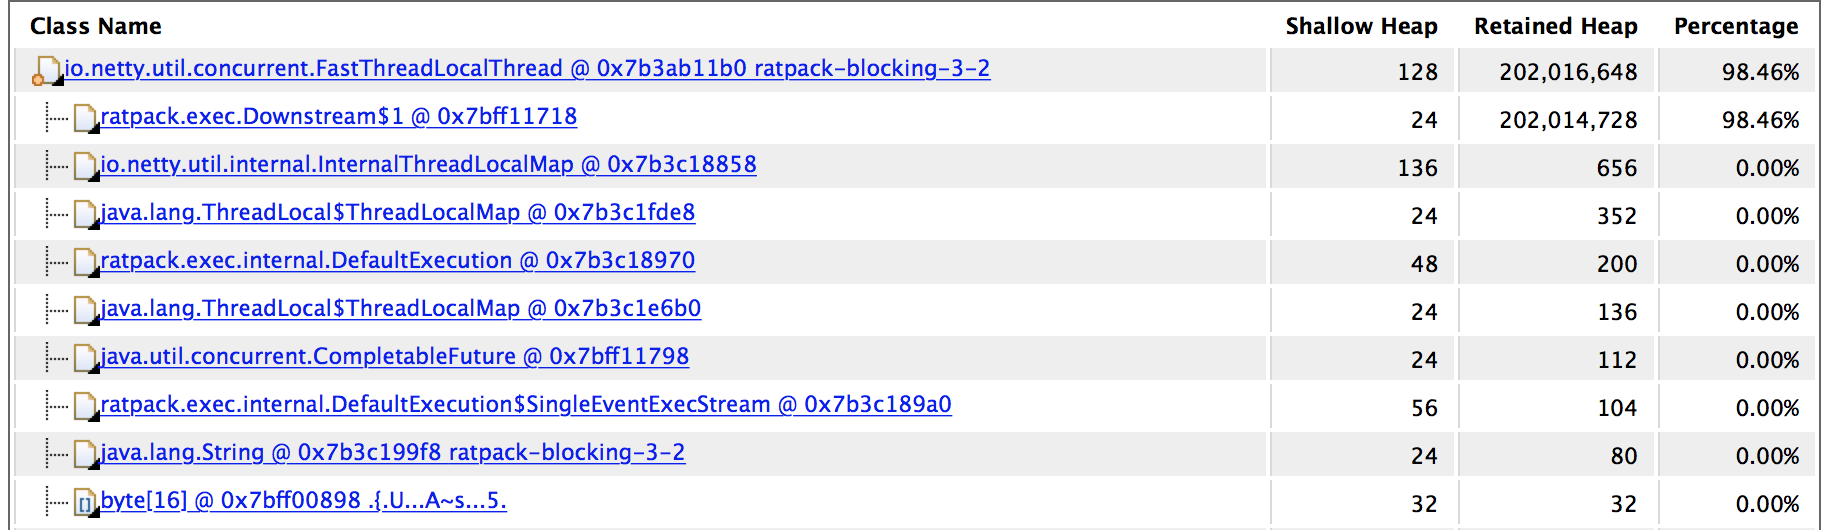 Class Name Shallow Heap Retained Heap Percentage
io.netty.util.concurrent.FastThreadLocalThread @ 0x7b3ab11b0 ratpack-blocking-3-2 128 202,016,648 98.46%
ratpack.exec.Downstream$1 @ 0x7bff11718 24 202,014,728 98.46%
io.netty.util.internal.InternalThreadLocalMap @ 0x7b3c18858 136 656 0.00%
java.lang.ThreadLocal$ThreadLocalMap @ 0x7b3c1fde8 24 352 0.00%
ratpack.exec.internal.DefaultExecution @ 0x7b3c18970 48 200 0.00%
java.lang.ThreadLocal$ThreadLocalMap @ 0x7b3c1e6b0 24 136 0.00%
java.util.concurrent.CompletableFuture @ 0x7bff11798 24 112 0.00%
ratpack.exec.internal.DefaultExecution$SingleEventExecStream @ 0x7b3c189a0 56 104 0.00%
java.lang.String @ 0x7b3c199f8 ratpack-blocking-3-2 24 80 0.00%
byte[16] @ 0x7bff00898 .{.U...A~s...5. 32 32 0.00%